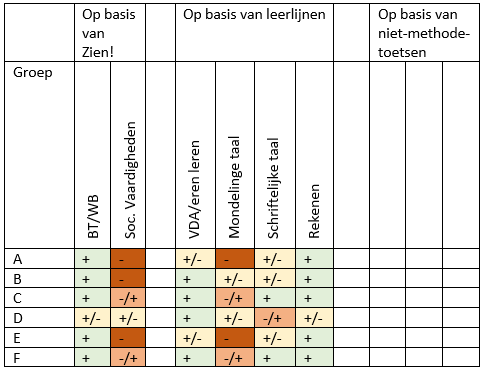 Op basis van Zien!
Op basis van leerlijnen
Op basis van niet-methode-toetsen
Groep
BT/WB
Soc. Vaardigheden
VDA/eren leren
Mondelinge taal
Schriftelijke taal
Rekenen
A + - +/- - +/- +
B + - + +/- +/- +
C + -/+ + -/+ + +
D +/- +/- + +/- -/+ +/-
E + - +/- - +/- +
F + -/+ + -/+ + +